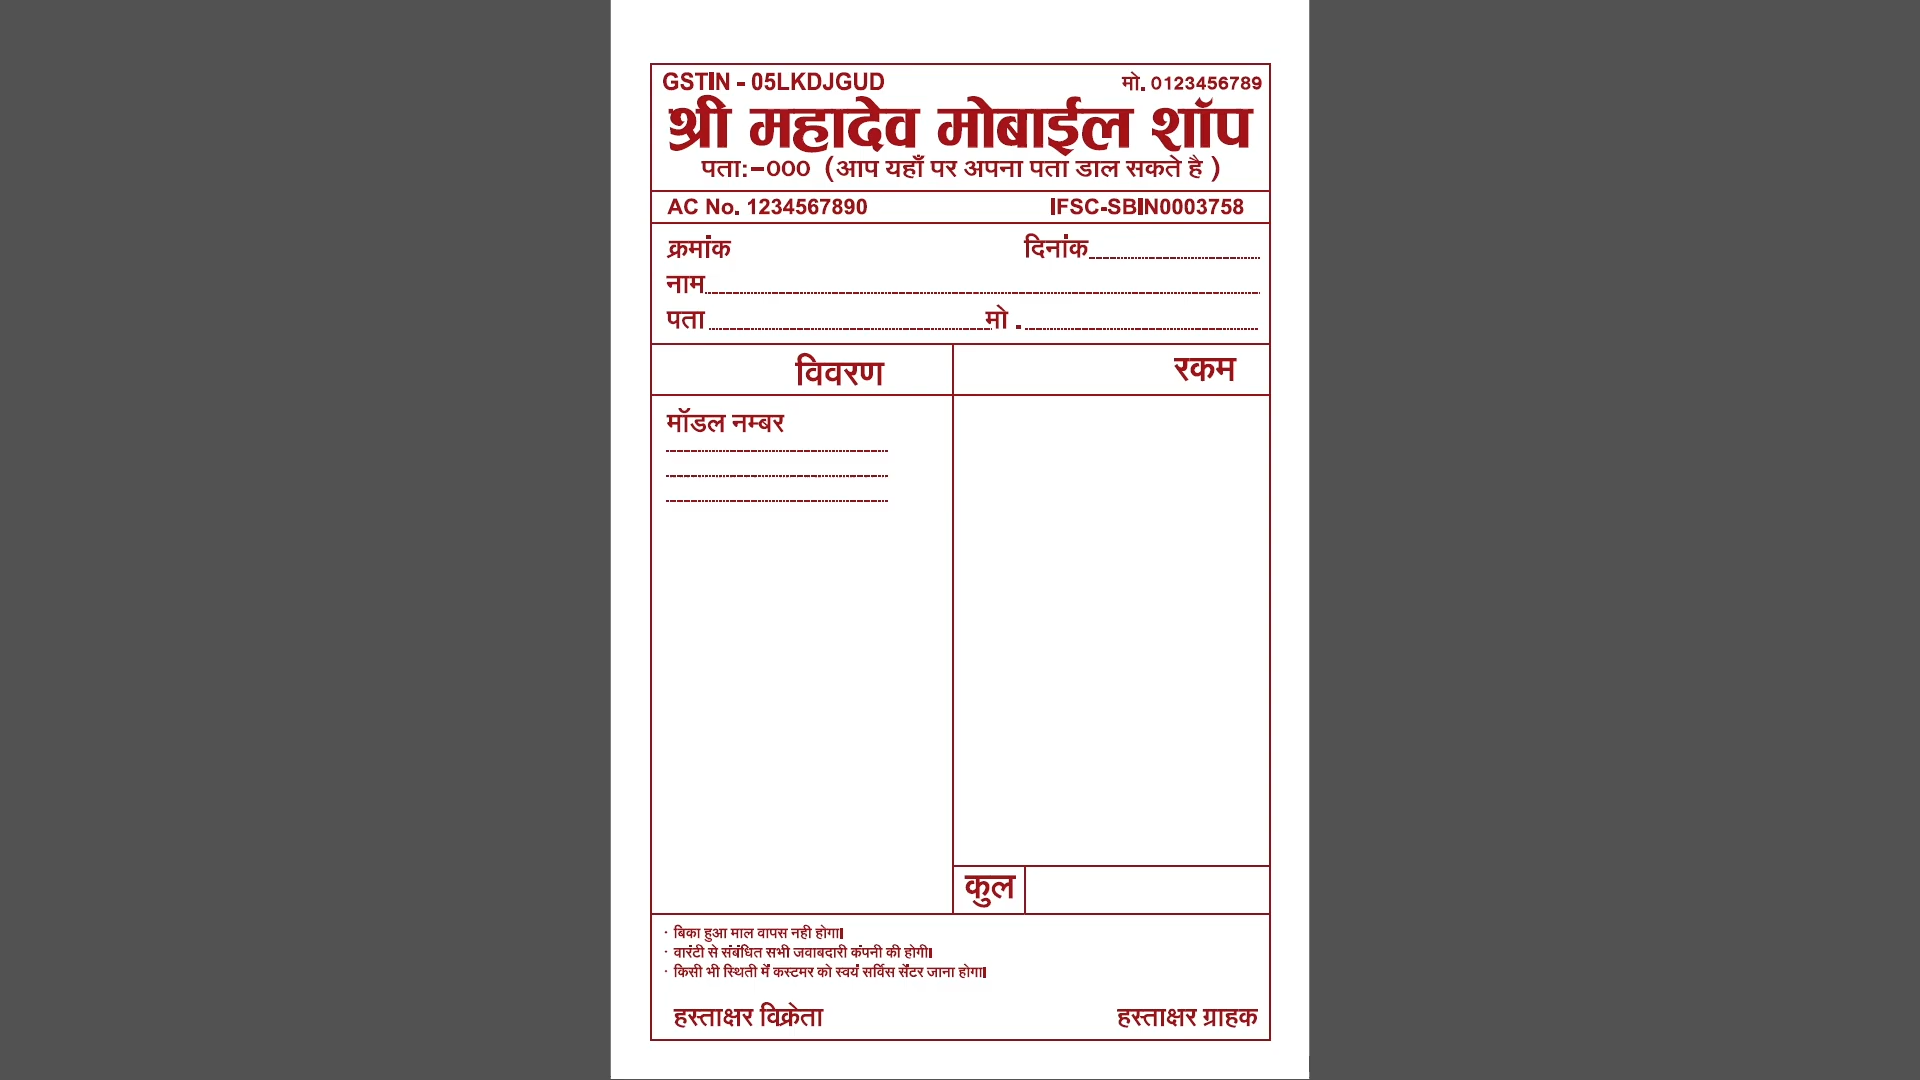 GSTIN - 05LKDJGUD मो. 0123456789
श्री महादेव मोबाईल शॉप
पता:-000 (आप यहाँ पर अपना पता डाल सकते है )
AC No. 1234567890 IFSC-SBIN0003758
क्रमांक दिनांक
नाम
पता मो .
विवरण रकम
मॉडल नम्बर
कुल
· बिका हुआ माल वापस नही होगा।
· वारंटी से संबंधित सभी जवाबदारी कंपनी की होगी।
· किसी भी स्थिती में कस्टमर को स्वयं सर्विस सेंटर जाना होगा।
हस्ताक्षर विक्रेता हस्ताक्षर ग्राहक